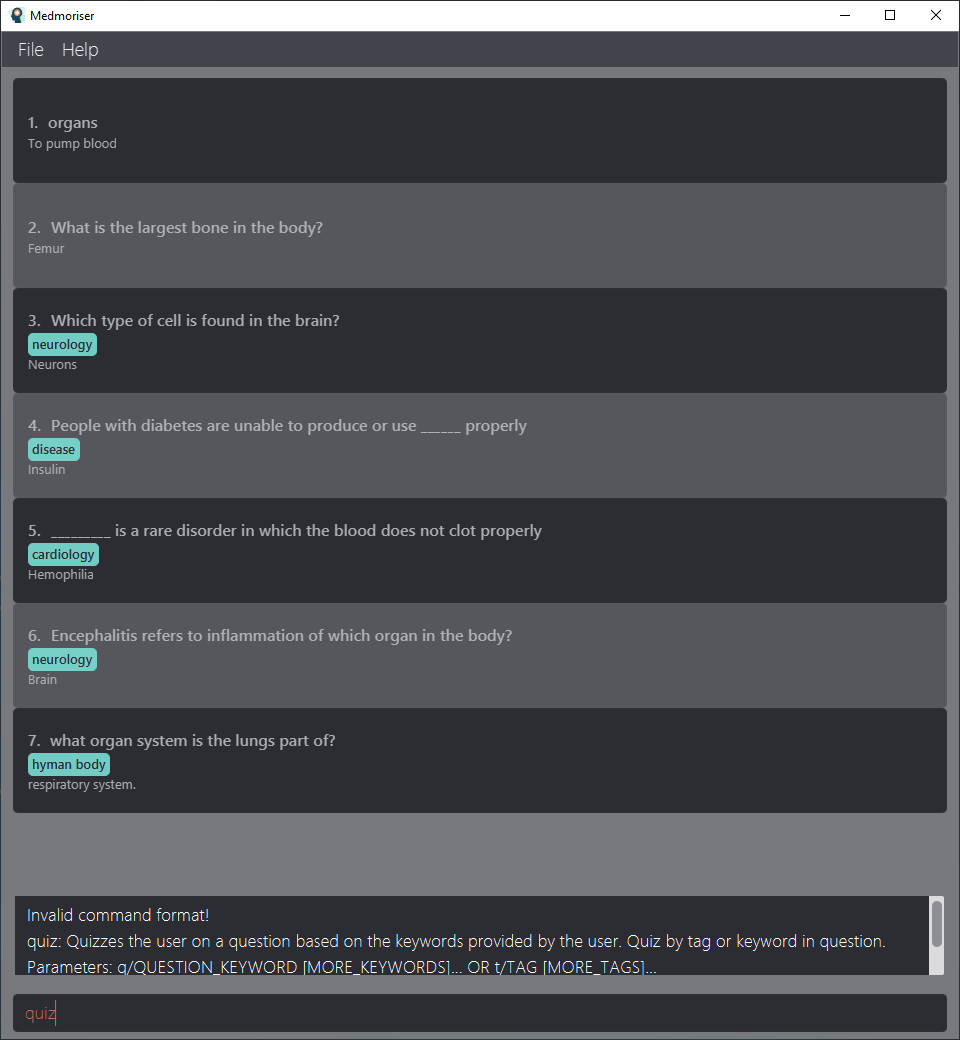 Medmoriser
File Help
1. organs
To pump blood
2. What is the largest bone in the body?
Femur
3. Which type of cell is found in the brain?
neurology
Neurons
4. People with diabetes are unable to produce or use ______ properly
disease
Insulin
5. _________ is a rare disorder in which the blood does not clot properly
cardiology
Hemophilia
6. Encephalitis refers to inflammation of which organ in the body?
neurology
Brain
7. what organ system is the lungs part of?
hyman body
respiratory system.
Invalid command format!
quiz: Quizzes the user on a question based on the keywords provided by the user. Quiz by tag or keyword in question.
Parameters: q/QUESTION_KEYWORD [MORE_KEYWORDS]... OR t/TAG [MORE_TAGS]...
quiz